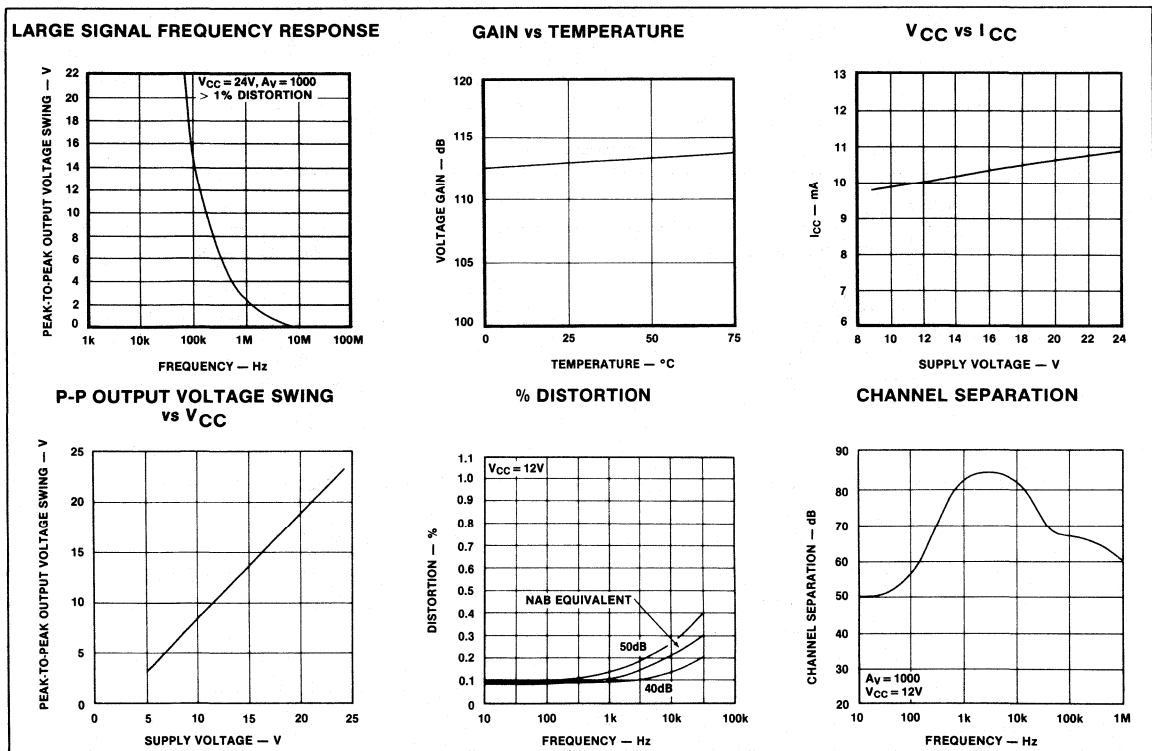 LARGE SIGNAL FREQUENCY RESPONSE
PEAK-TO-PEAK OUTPUT VOLTAGE SWING — V
22
20
18
16
14
12
10
8
6
4
2
0
VCC = 24V, AV = 1000
> 1% DISTORTION
1k 10k 100k 1M 10M 100M
FREQUENCY — Hz
GAIN vs TEMPERATURE
VOLTAGE GAIN — dB
120
115
110
105
100
0 25 50 75
TEMPERATURE — °C
VCC vs ICC
ICC — mA
13
12
11
10
9
8
7
6
8 10 12 14 16 18 20 22 24
SUPPLY VOLTAGE — V
P-P OUTPUT VOLTAGE SWING
vs VCC
PEAK-TO-PEAK OUTPUT VOLTAGE SWING — V
25
20
15
10
5
0
0 5 10 15 20 25
SUPPLY VOLTAGE — V
% DISTORTION
DISTORTION — %
1.1
1.0
0.9
0.8
0.7
0.6
0.5
0.4
0.3
0.2
0.1
0
VCC = 12V
NAB EQUIVALENT
50dB
40dB
10 100 1k 10k 100k
FREQUENCY — Hz
CHANNEL SEPARATION
CHANNEL SEPARATION — dB
90
80
70
60
50
40
30
20
AV = 1000
VCC = 12V
10 100 1k 10k 100k 1M
FREQUENCY — Hz